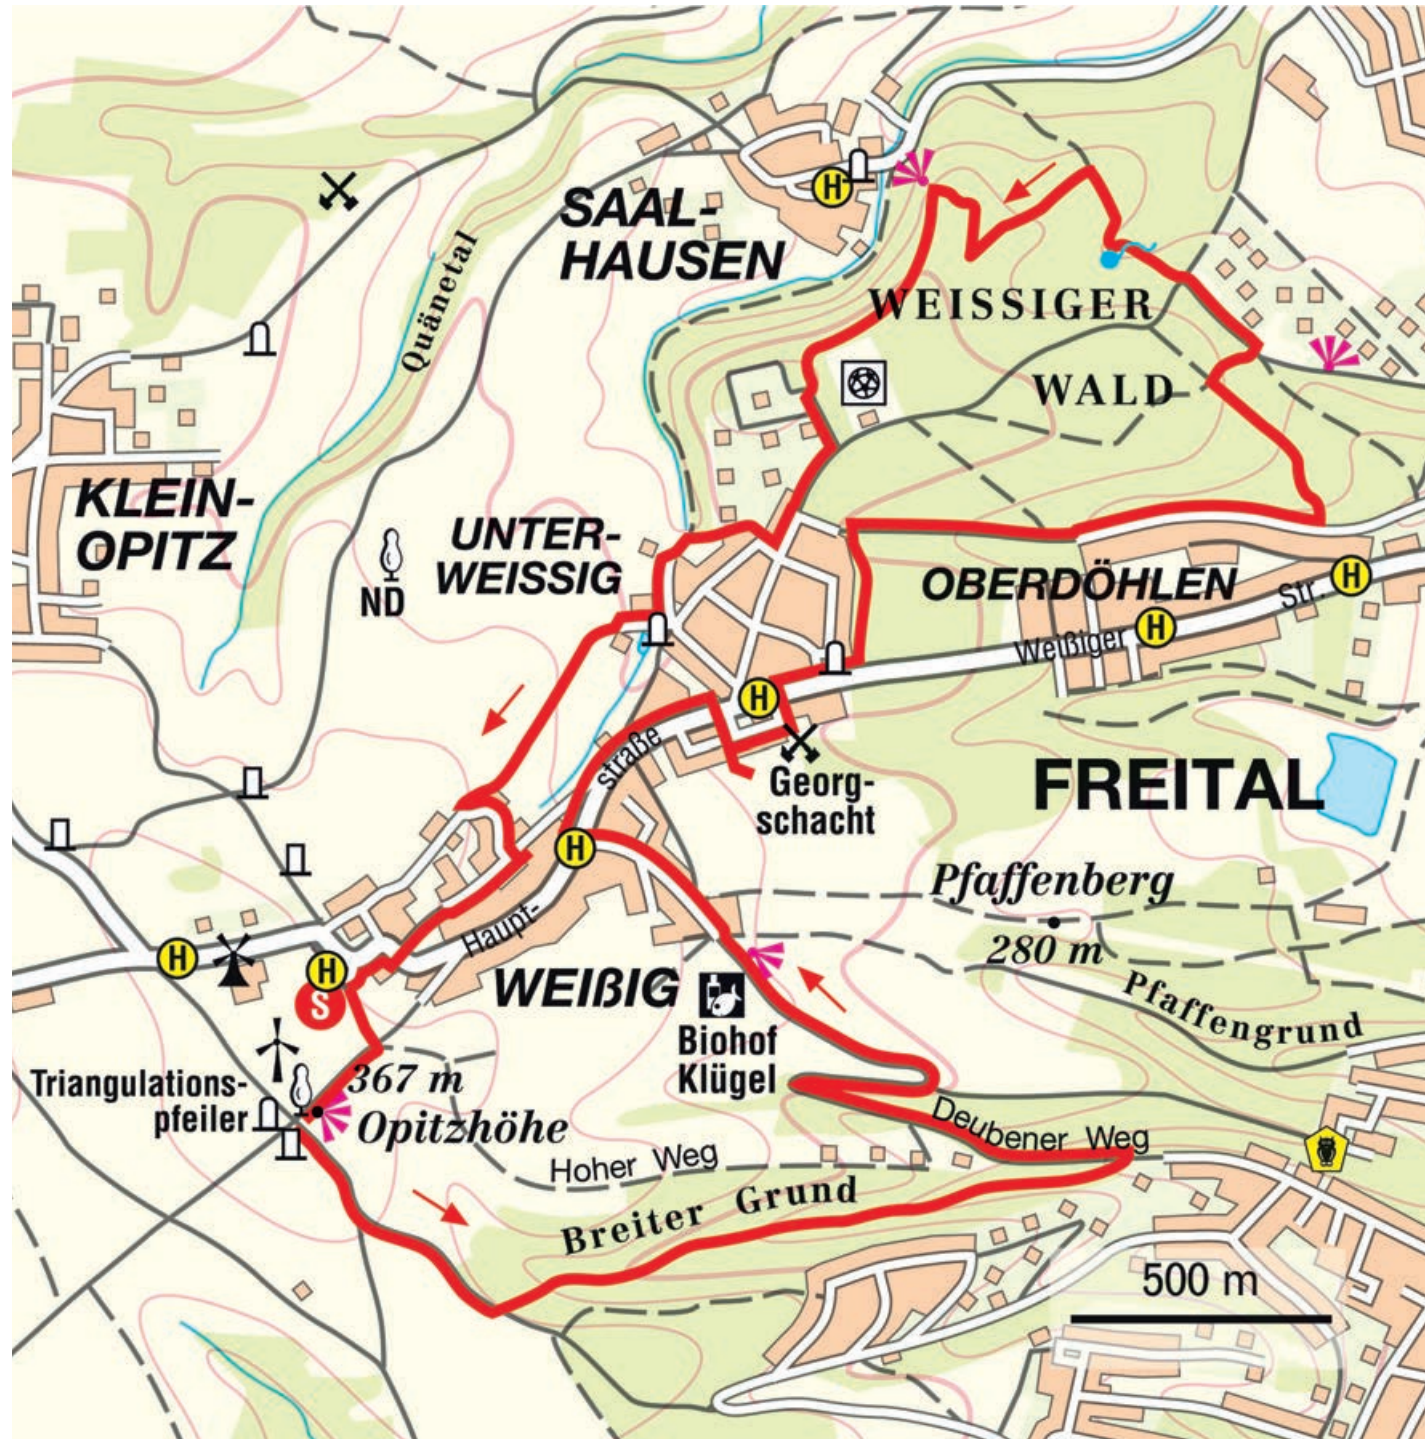 H
SAAL-
HAUSEN
Quänetal
WEISSIGER
WALD
KLEIN-
OPITZ
UNTER-
WEISSIG
ND
OBERDÖHLEN
H
Str.
H
Weißiger
H
straße
Georg-
schacht
FREITAL
H
Pfaffenberg
280 m
Haupt-
H
H
S
WEIßIG
Pfaffengrund
Biohof
Klügel
Triangulations-
pfeiler
367 m
Opitzhöhe
Deubener Weg
Hoher Weg
Breiter Grund
500 m